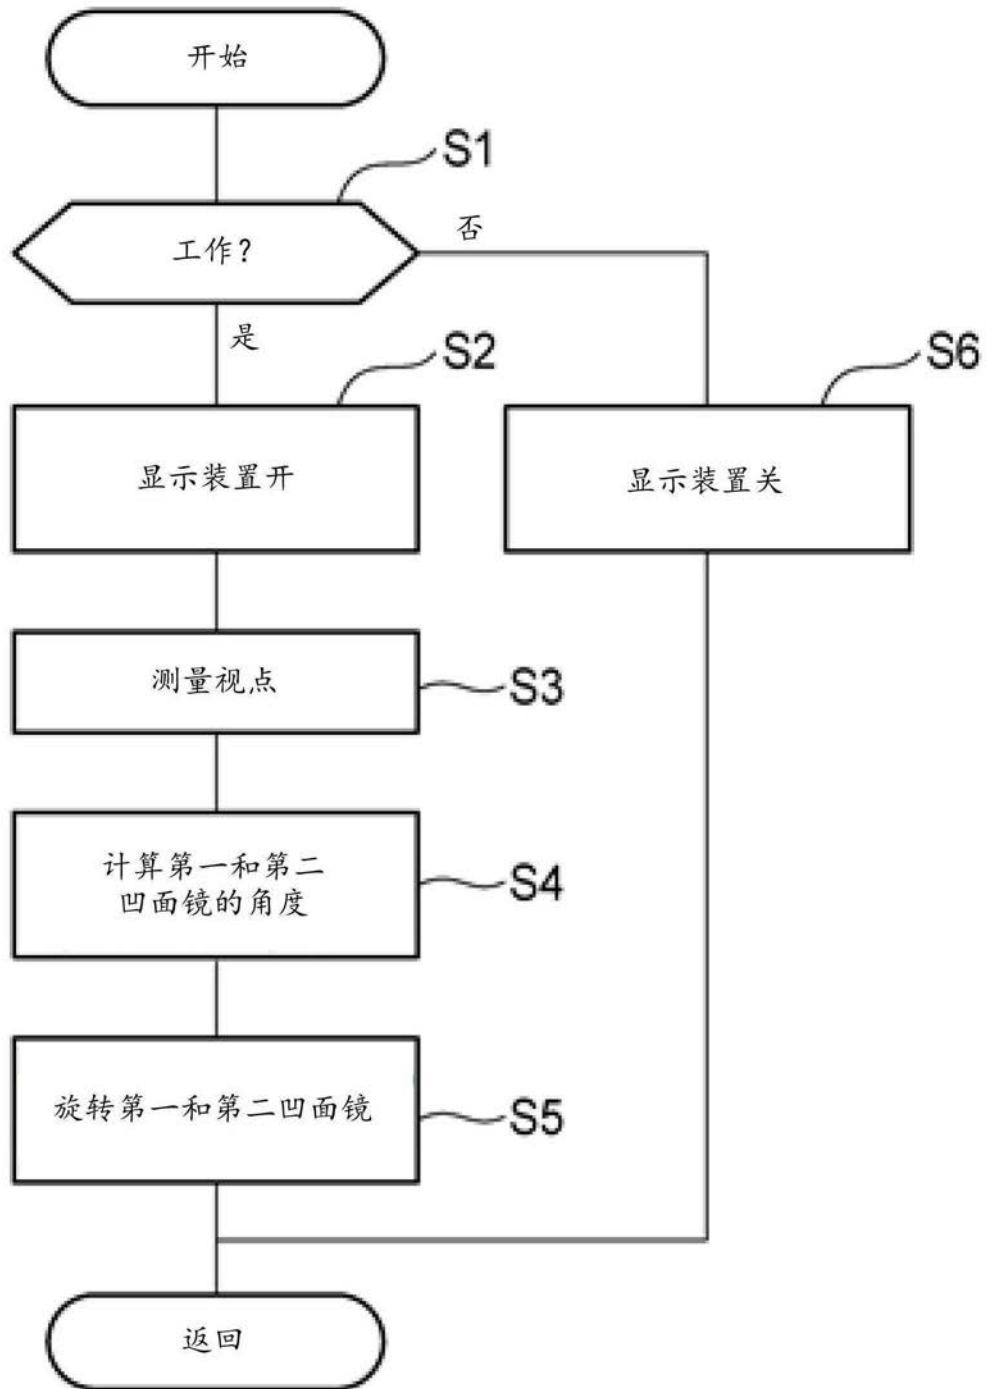 开始
S1
工作？
否
是
S2
S6
显示装置开
显示装置关
测量视点
S3
计算第一和第二
凹面镜的角度
S4
旋转第一和第二凹面镜
S5
返回